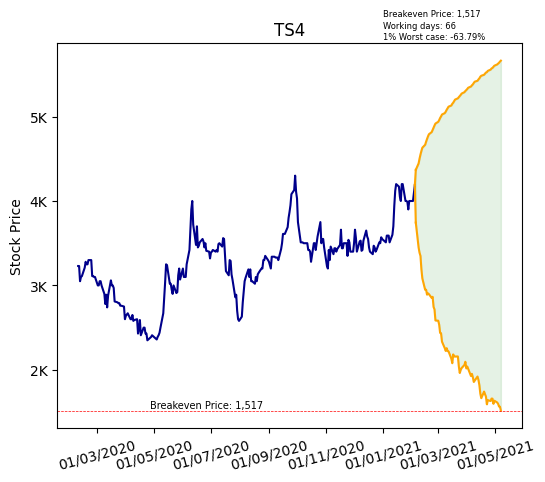 Breakeven Price: 1,517
Working days: 66
1% Worst case: -63.79%
TS4
Stock Price
5K
4K
3K
2K
Breakeven Price: 1,517
01/03/2020
01/05/2020
01/07/2020
01/09/2020
01/11/2020
01/01/2021
01/03/2021
01/05/2021